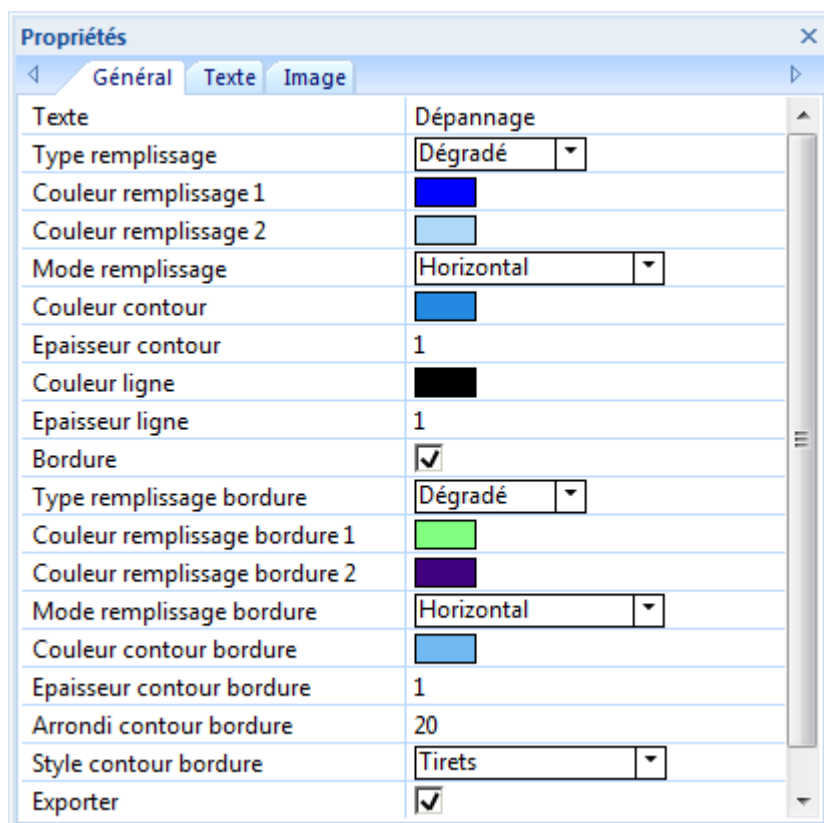 Propriétés
Général Texte Image
Texte Dépannage
Type remplissage Dégradé
Couleur remplissage 1
Couleur remplissage 2
Mode remplissage Horizontal
Couleur contour
Epaisseur contour 1
Couleur ligne
Epaisseur ligne 1
Bordure
Type remplissage bordure Dégradé
Couleur remplissage bordure 1
Couleur remplissage bordure 2
Mode remplissage bordure Horizontal
Couleur contour bordure
Epaisseur contour bordure 1
Arrondi contour bordure 20
Style contour bordure Tirets
Exporter